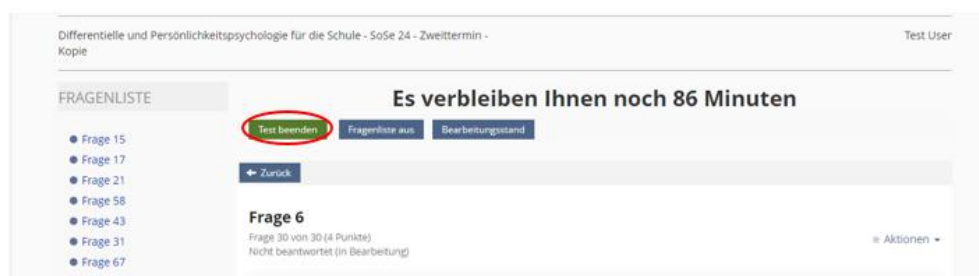 Differentielle und Persönlichkeitspsychologie für die Schule - SoSe 24 - Zweittermin -
Kopie
Test User
FRAGENLISTE
Frage 15
Frage 17
Frage 21
Frage 58
Frage 43
Frage 31
Frage 67
Es verbleiben Ihnen noch 86 Minuten
Test beenden
Fragenliste aus
Bearbeitungsstand
Zurück
Frage 6
Frage 30 von 30 (4 Punkte)
Nicht beantwortet (in Bearbeitung)
Aktionen